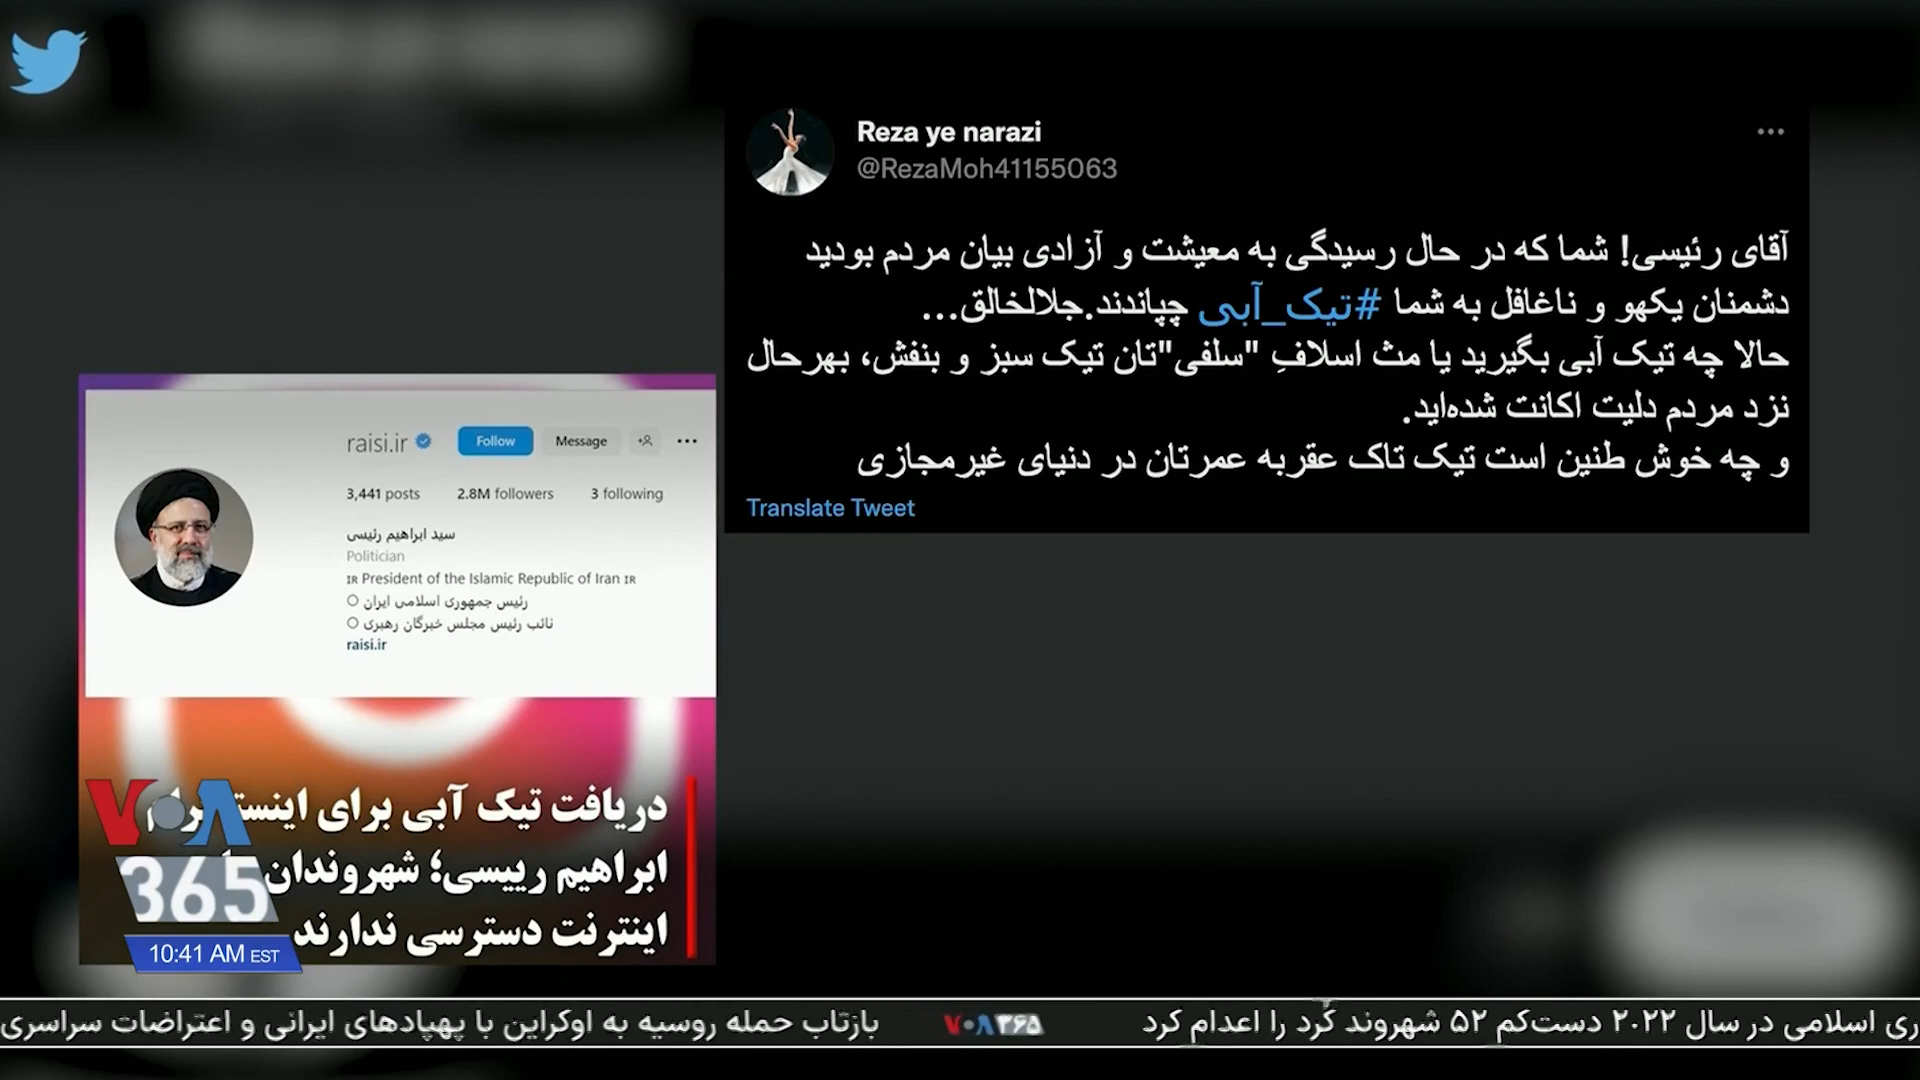 Reza ye narazi
@RezaMoh41155063
آقای رئیسی! شما که در حال رسیدگی به معیشت و آزادی بیان مردم بودید
دشمنان یکهو و ناغافل به شما #تیک_آبی چپاندند.جلالخالق...
حالا چه تیک آبی بگیرید یا مث اسلافِ "سلفی"تان تیک سبز و بنفش، بهرحال
نزد مردم دلیت اکانت شده‌اید.
و چه خوش طنین است تیک تاک عقربه عمرتان در دنیای غیرمجازی
Translate Tweet
raisi.ir Follow Message
3,441 posts 2.8M followers 3 following
سید ابراهیم رئیسی
Politician
IR President of the Islamic Republic of Iran IR
رئیس جمهوری اسلامی ایران
نائب رئیس مجلس خبرگان رهبری
raisi.ir
دریافت تیک آبی برای
ابراهیم رییسی؛ شهروندان
اینترنت دسترسی ندارند
VOA
365
10:41 AM EST
ری اسلامی در سال ۲۰۲۲ دست‌کم ۵۲ شهروند کُرد را اعدام کرد VOA ۳۶۵ بازتاب حمله روسیه به اوکراین با پهپادهای ایرانی و اعتراضات سراسری